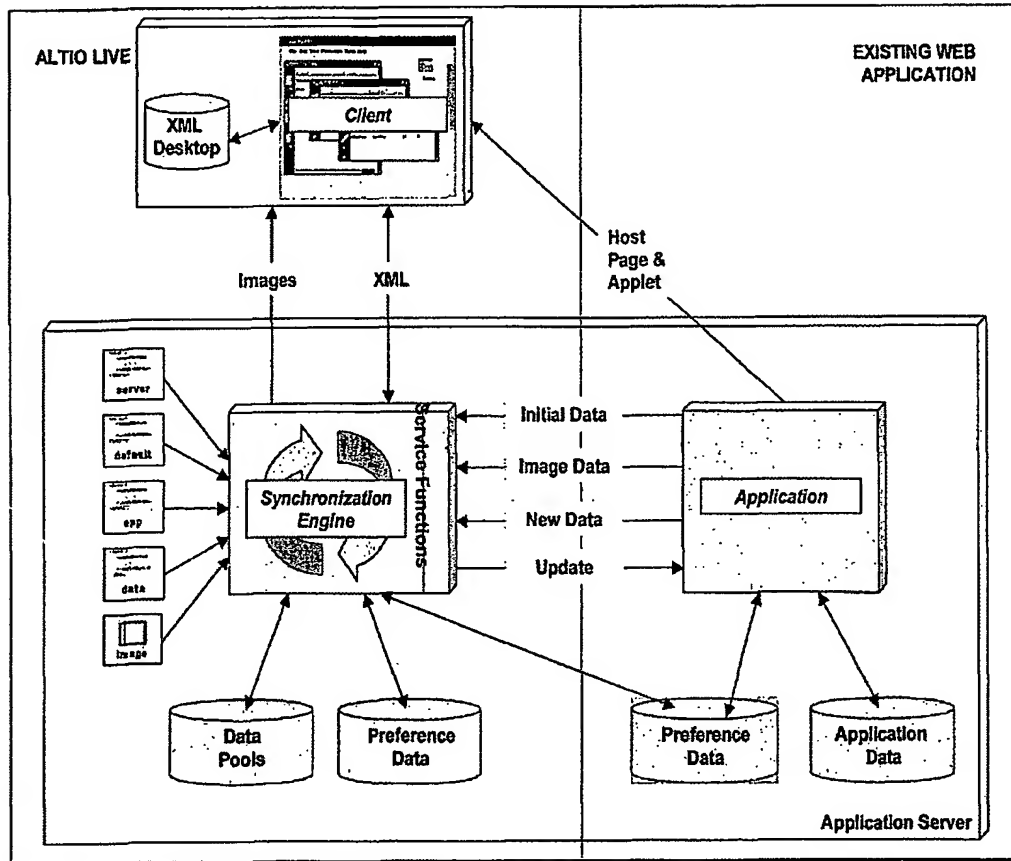 ALTIO LIVE
EXISTING WEB
APPLICATION
Client
XML
Desktop
Host
Page &
Applet
Images
XML
server
default
app
data
image
Service Functions
Synchronization
Engine
Initial Data
Image Data
New Data
Update
Application
Data
Pools
Preference
Data
Preference
Data
Application
Data
Application Server